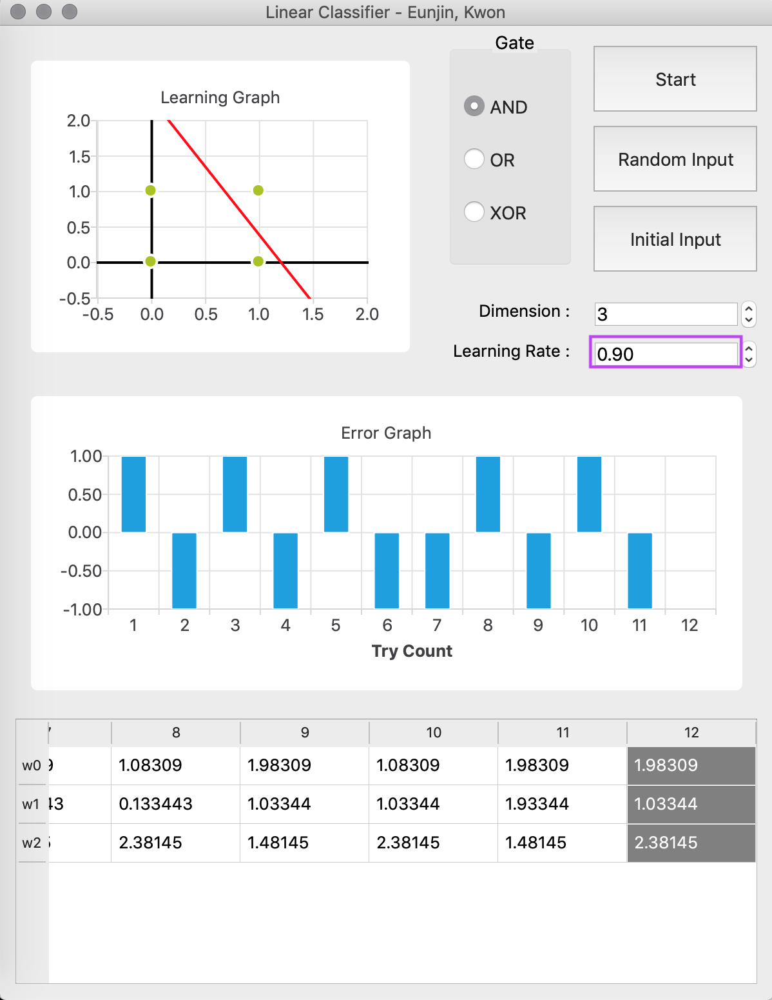 Linear Classifier - Eunjin, Kwon
Gate
Start
Learning Graph
2.0
1.5
1.0
0.5
0.0
-0.5
-0.5 0.0 0.5 1.0 1.5 2.0
AND
OR
XOR
Random Input
Initial Input
Dimension : 3
Learning Rate : 0.90
Error Graph
1.00
0.50
0.00
-0.50
-1.00
1 2 3 4 5 6 7 8 9 10 11 12
Try Count
8 9 10 11 12
w0 1.08309 1.98309 1.08309 1.98309 1.98309
w1 43 0.133443 1.03344 1.03344 1.93344 1.03344
w2 2.38145 1.48145 2.38145 1.48145 2.38145